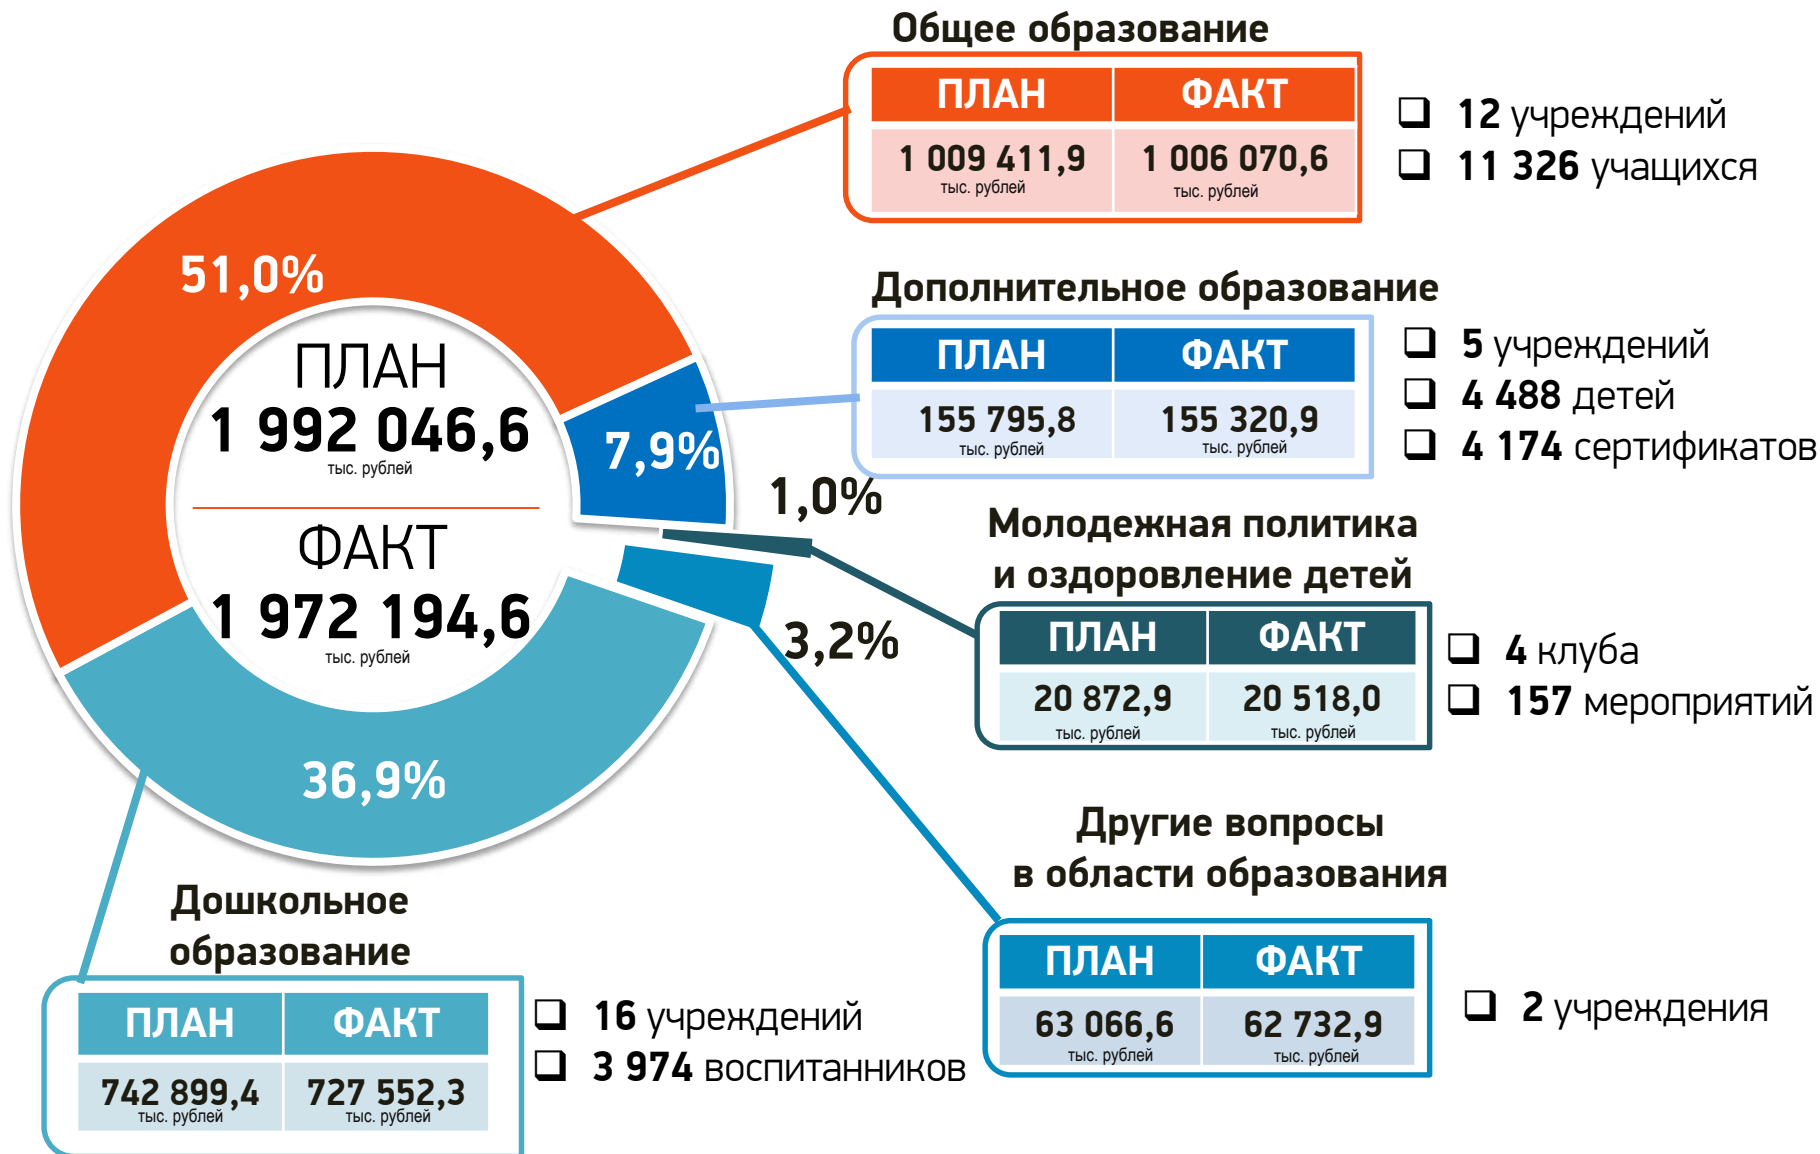 Общее образование
ПЛАН ФАКТ
1 009 411,9 1 006 070,6
тыс. рублей тыс. рублей
12 учреждений
11 326 учащихся
51,0%
ПЛАН
1 992 046,6
тыс. рублей
ФАКТ
1 972 194,6
тыс. рублей
Дополнительное образование
ПЛАН ФАКТ
155 795,8 155 320,9
тыс. рублей тыс. рублей
5 учреждений
4 488 детей
4 174 сертификатов
7,9%
1,0%
Молодежная политика
и оздоровление детей
ПЛАН ФАКТ
20 872,9 20 518,0
тыс. рублей тыс. рублей
4 клуба
157 мероприятий
3,2%
36,9%
Другие вопросы
в области образования
ПЛАН ФАКТ
63 066,6 62 732,9
тыс. рублей тыс. рублей
2 учреждения
Дошкольное
образование
ПЛАН ФАКТ
742 899,4 727 552,3
тыс. рублей тыс. рублей
16 учреждений
3 974 воспитанников